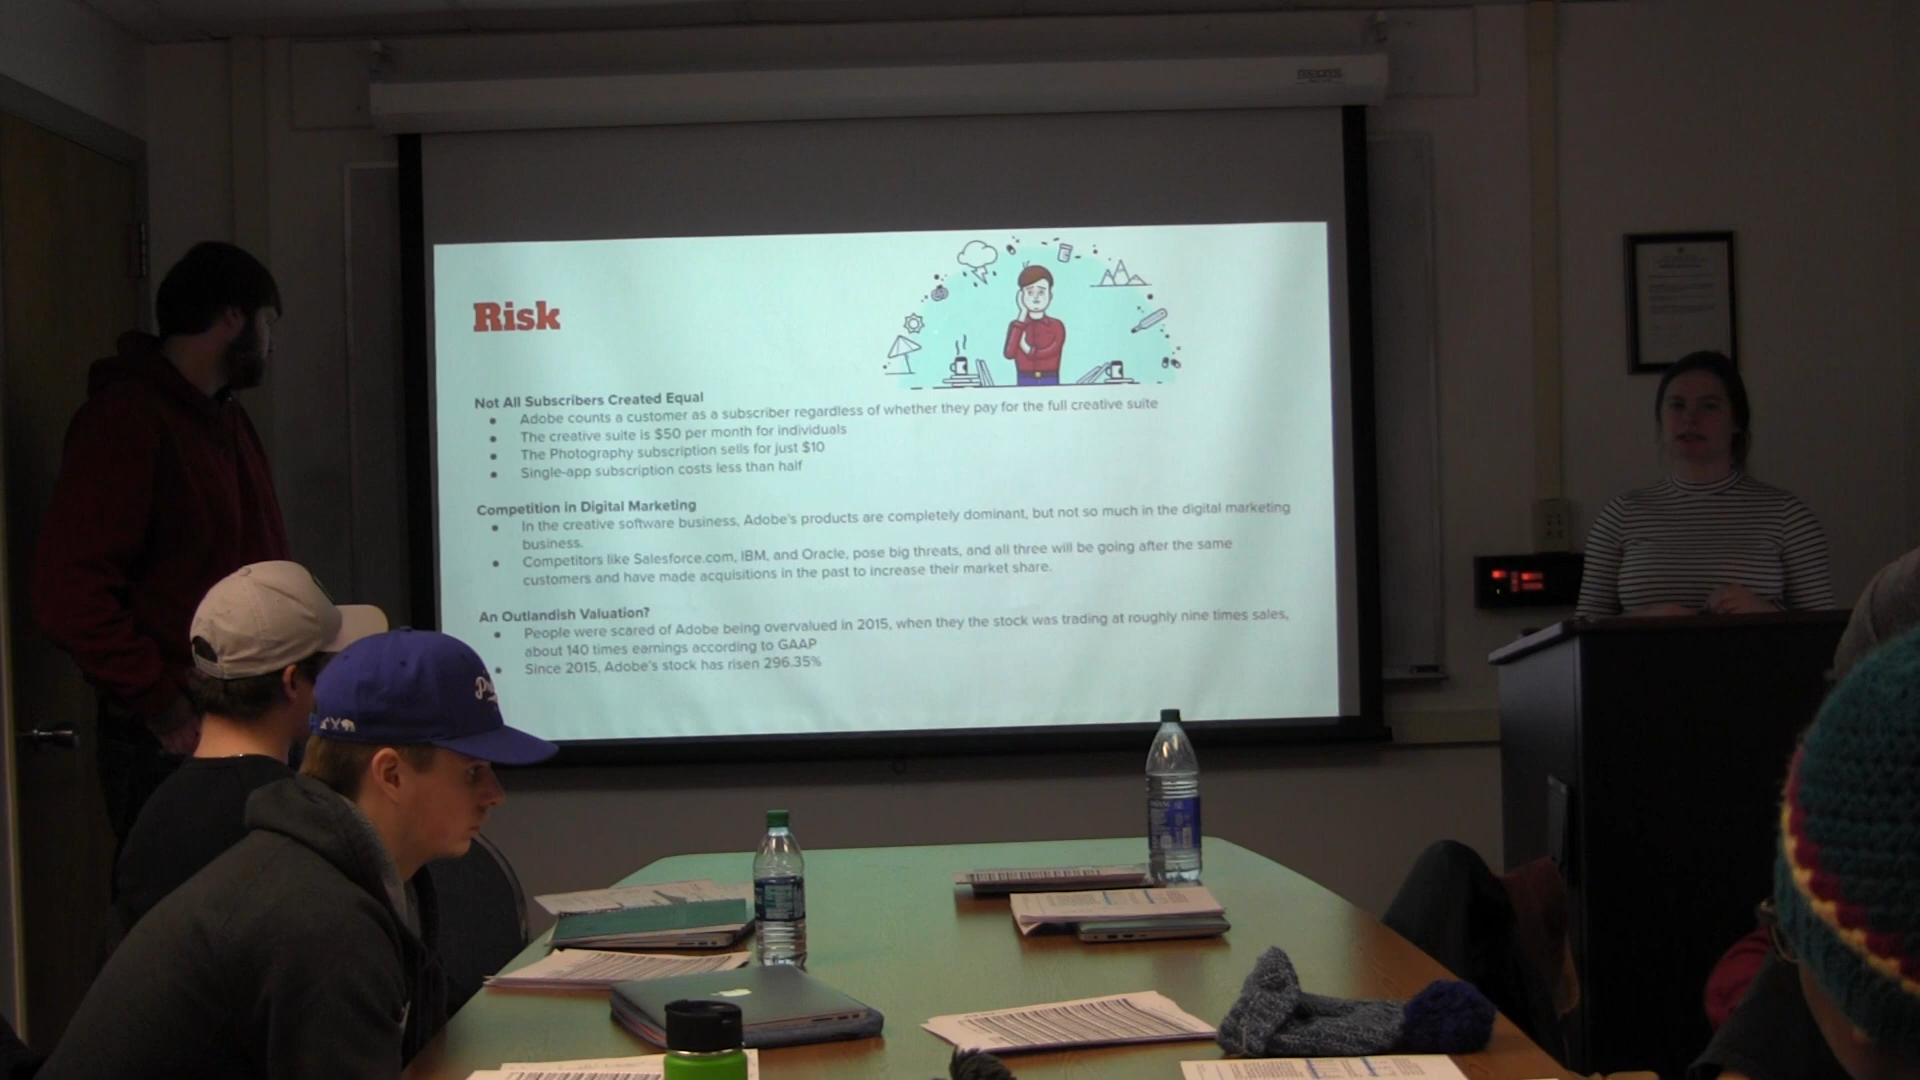 Risk
Not All Subscribers Created Equal
● Adobe counts a customer as a subscriber regardless of whether they pay for the full creative suite
● The creative suite is $50 per month for individuals
● The Photography subscription sells for just $10
● Single-app subscription costs less than half
Competition in Digital Marketing
● In the creative software business, Adobe's products are completely dominant, but not so much in the digital marketing
business.
● Competitors like Salesforce.com, IBM, and Oracle, pose big threats, and all three will be going after the same
customers and have made acquisitions in the past to increase their market share.
An Outlandish Valuation?
● People were scared of Adobe being overvalued in 2015, when they the stock was trading at roughly nine times sales,
about 140 times earnings according to GAAP
● Since 2015, Adobe's stock has risen 296.35%